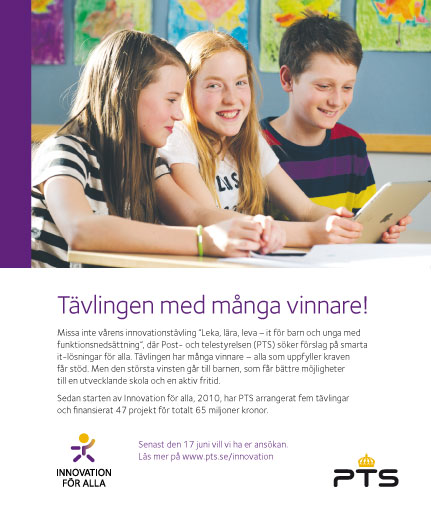 Tävlingen med många vinnare!
Missa inte vårens innovationstävling "Leka, lära, leva – it för barn och unga med
funktionsnedsättning", där Post- och telestyrelsen (PTS) söker förslag på smarta
it-lösningar för alla. Tävlingen har många vinnare – alla som uppfyller kraven
får stöd. Men den största vinsten går till barnen, som får bättre möjligheter
till en utvecklande skola och en aktiv fritid.
Sedan starten av Innovation för alla, 2010, har PTS arrangerat fem tävlingar
och finansierat 47 projekt för totalt 65 miljoner kronor.
Senast den 17 juni vill vi ha er ansökan.
Läs mer på www.pts.se/innovation
INNOVATION
FÖR ALLA
PTS